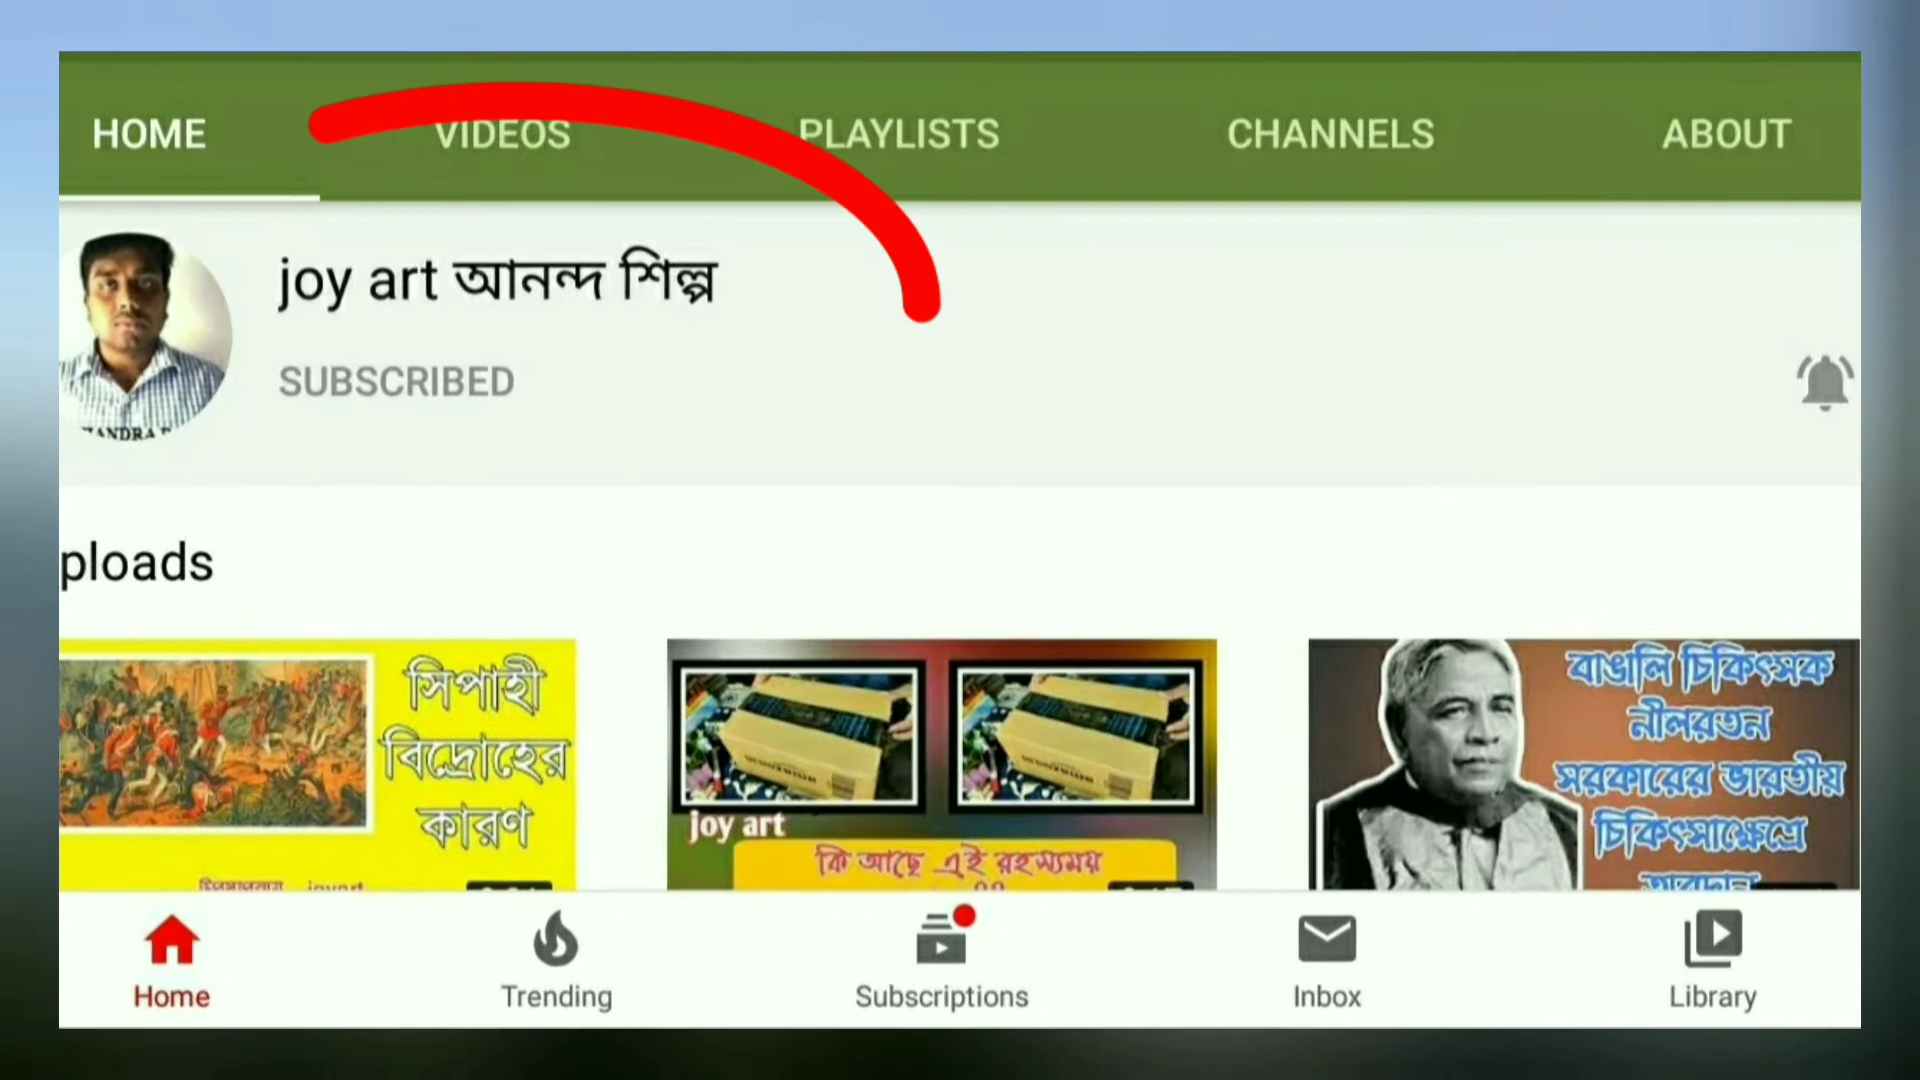 HOME VIDEOS PLAYLISTS CHANNELS ABOUT
joy art আনন্দ শিল্প
SUBSCRIBED
ploads
সিপাহী
বিদ্রোহের
কারণ
joy art
কি আছে এই রহস্যময়
বাঙালি চিকিৎসক
নীলরতন
সরকারের ভারতীয়
চিকিৎসাক্ষেত্রে
অবদান
Home Trending Subscriptions Inbox Library